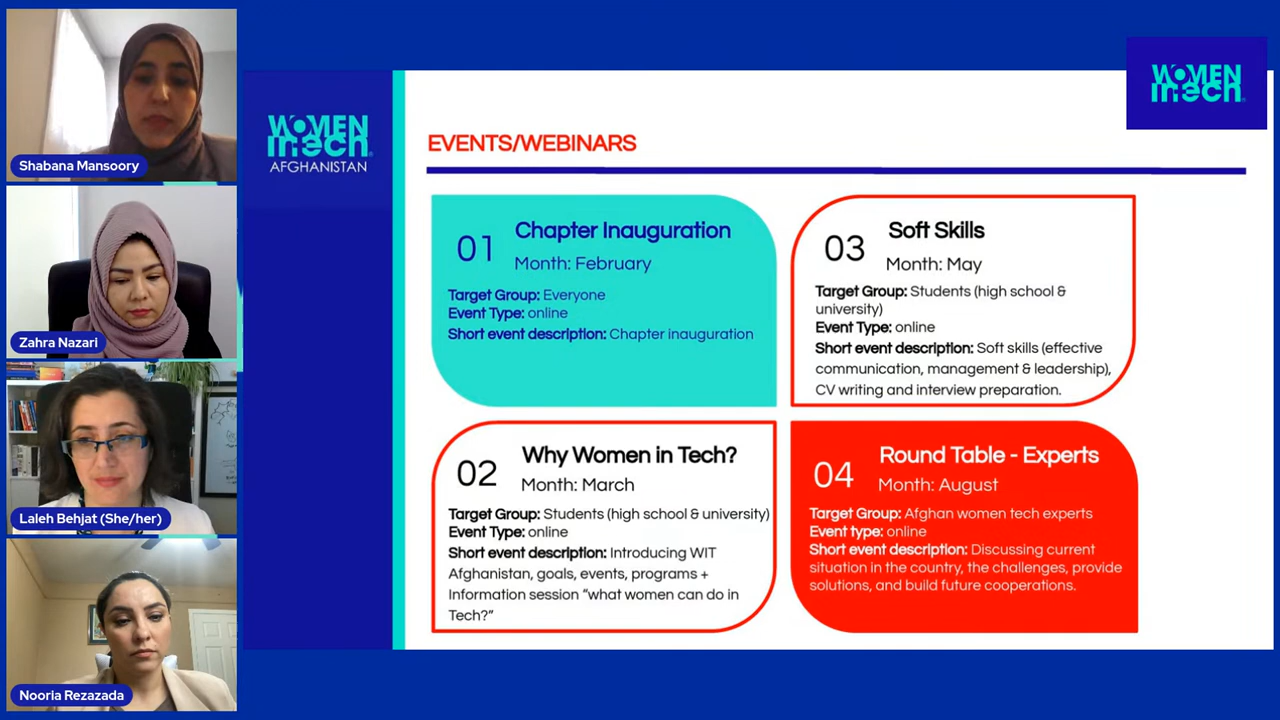 Shabana Mansoory
Zahra Nazari
Laleh Behjat (She/her)
Nooria Rezazada
WOMEN
in TECH
AFGHANISTAN
WOMEN
in TECH
EVENTS/WEBINARS
01
Chapter Inauguration
Month: February
Target Group: Everyone
Event Type: online
Short event description: Chapter inauguration
02
Why Women in Tech?
Month: March
Target Group: Students (high school & university)
Event Type: online
Short event description: Introducing WIT
Afghanistan, goals, events, programs +
Information session “what women can do in
Tech?”
03
Soft Skills
Month: May
Target Group: Students (high school &
university)
Event Type: online
Short event description: Soft skills (effective
communication, management & leadership),
CV writing and interview preparation.
04
Round Table - Experts
Month: August
Target Group: Afghan women tech experts
Event type: online
Short event description: Discussing current
situation in the country, the challenges, provide
solutions, and build future cooperations.